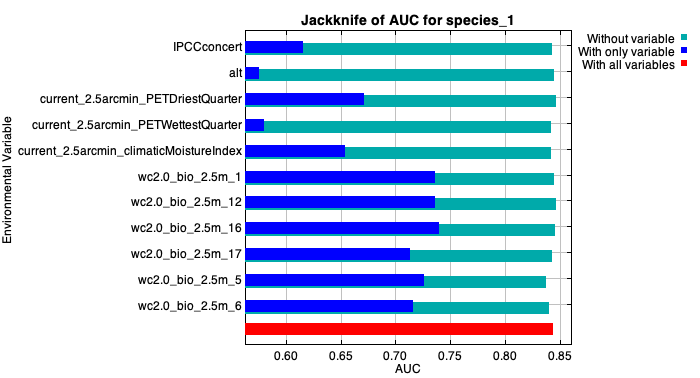 Jackknife of AUC for species_1
Without variable
With only variable
With all variables
Environmental Variable
IPCCconcert
alt
current_2.5arcmin_PETDriestQuarter
current_2.5arcmin_PETWettestQuarter
current_2.5arcmin_climaticMoistureIndex
wc2.0_bio_2.5m_1
wc2.0_bio_2.5m_12
wc2.0_bio_2.5m_16
wc2.0_bio_2.5m_17
wc2.0_bio_2.5m_5
wc2.0_bio_2.5m_6
0.60 0.65 0.70 0.75 0.80 0.85
AUC